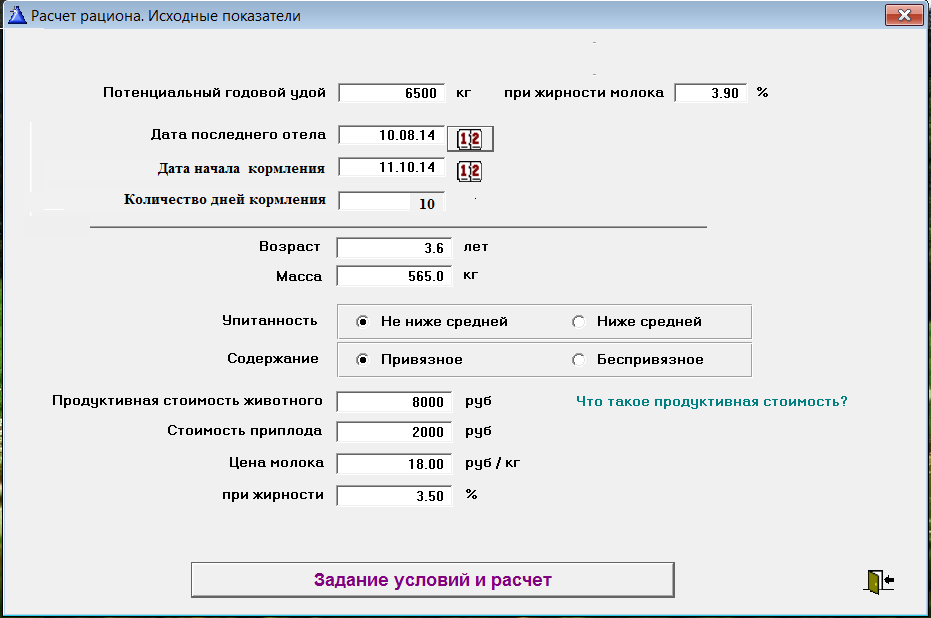 Расчет рациона. Исходные показатели
Потенциальный годовой удой 6500 кг при жирности молока 3.90 %
Дата последнего отела 10.08.14 12
Дата начала кормления 11.10.14 12
Количество дней кормления 10
Возраст 3.6 лет
Масса 565.0 кг
Упитанность Не ниже средней Ниже средней
Содержание Привязное Беспривязное
Продуктивная стоимость животного 8000 руб Что такое продуктивная стоимость?
Стоимость приплода 2000 руб
Цена молока 18.00 руб / кг
при жирности 3.50 %
Задание условий и расчет